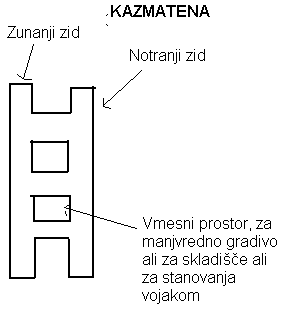 KAZMATENA
Zunanji zid
Notranji zid
Vmesni prostor, za
manjvredno gradivo
ali za skladišče ali
za stanovanja
vojakom